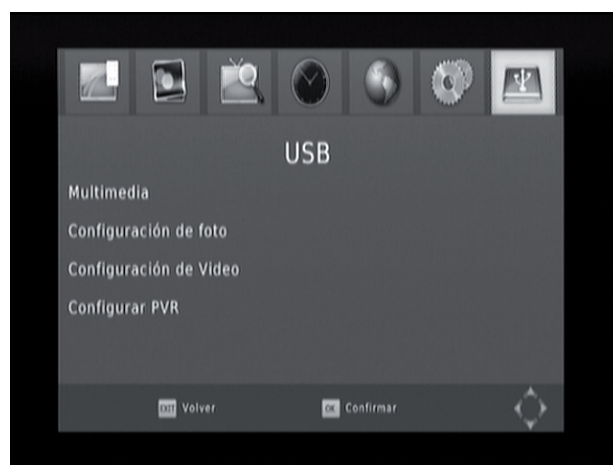 USB
Multimedia
Configuración de foto
Configuración de Video
Configurar PVR
EXIT Volver
OK Confirmar